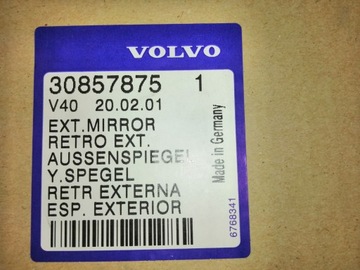 VOLVO
30857875 1
V40 20.02.01
EXT.MIRROR
RETRO EXT.
AUSSENSPIEGEL
Y.SPEGEL
RETR EXTERNA
ESP. EXTERIOR
Made in Germany
6768341